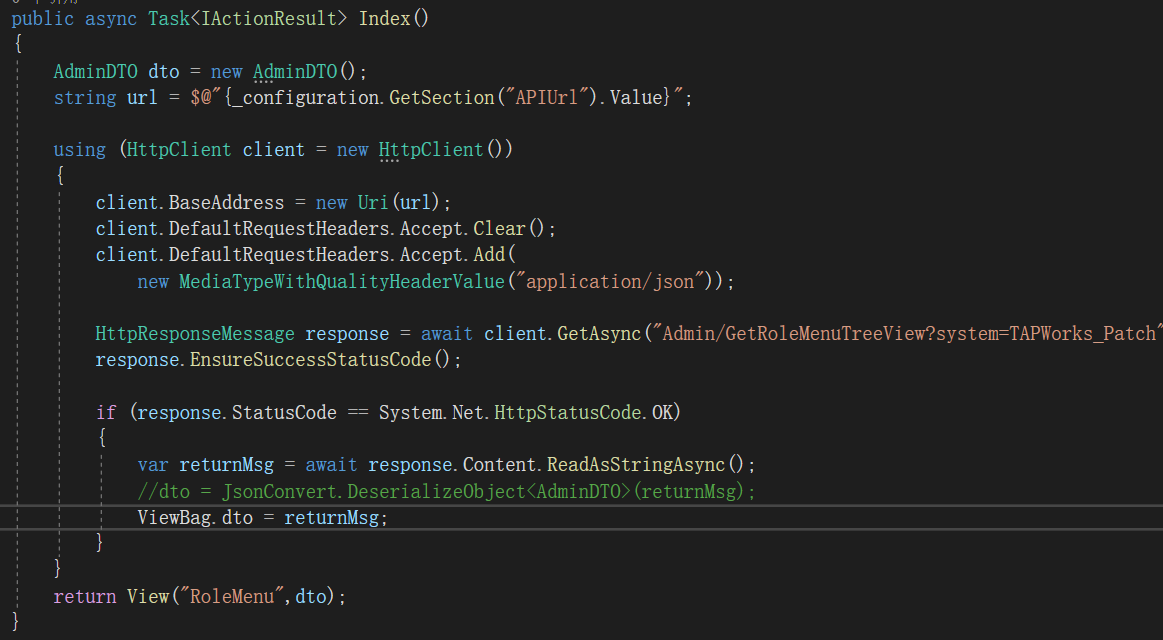 public async Task<IActionResult> Index()
{
AdminDTO dto = new AdminDTO();
string url = $@"{_configuration.GetSection("APIUrl").Value}";
using (HttpClient client = new HttpClient())
{
client.BaseAddress = new Uri(url);
client.DefaultRequestHeaders.Accept.Clear();
client.DefaultRequestHeaders.Accept.Add(
new MediaTypeWithQualityHeaderValue("application/json"));
HttpResponseMessage response = await client.GetAsync("Admin/GetRoleMenuTreeView?system=TAPWorks_Patch"
response.EnsureSuccessStatusCode();
if (response.StatusCode == System.Net.HttpStatusCode.OK)
{
var returnMsg = await response.Content.ReadAsStringAsync();
//dto = JsonConvert.DeserializeObject<AdminDTO>(returnMsg);
ViewBag.dto = returnMsg;
}
}
return View("RoleMenu",dto);
}